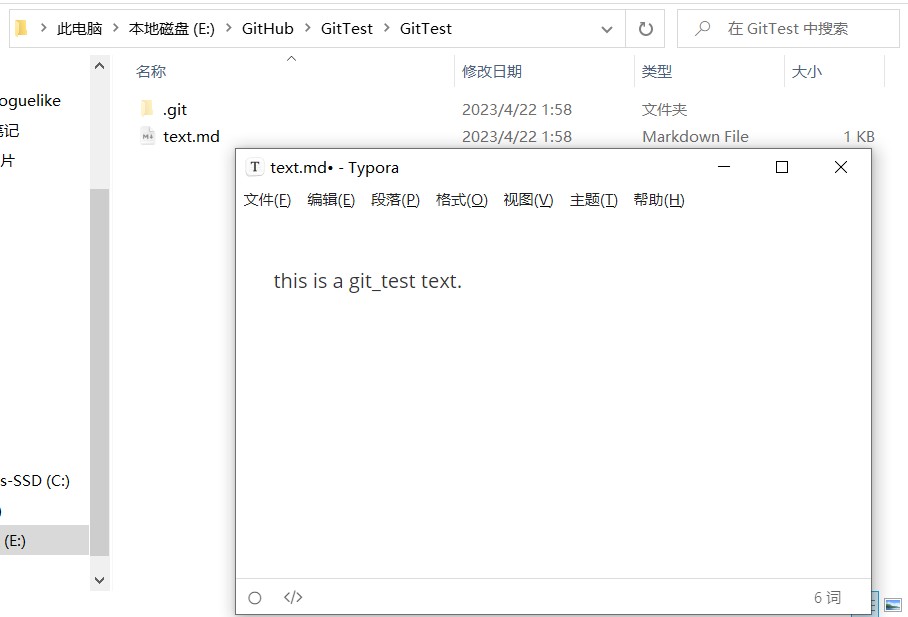 此电脑 > 本地磁盘 (E:) > GitHub > GitTest > GitTest
在 GitTest 中搜索
名称 修改日期 类型 大小
.git 2023/4/22 1:58 文件夹
text.md 2023/4/22 1:58 Markdown File 1 KB
oguelike
笔记
片
s-SSD (C:)
)
(E:)
T text.md• - Typora
文件(F) 编辑(E) 段落(P) 格式(O) 视图(V) 主题(T) 帮助(H)
this is a git_test text.
</>
6 词